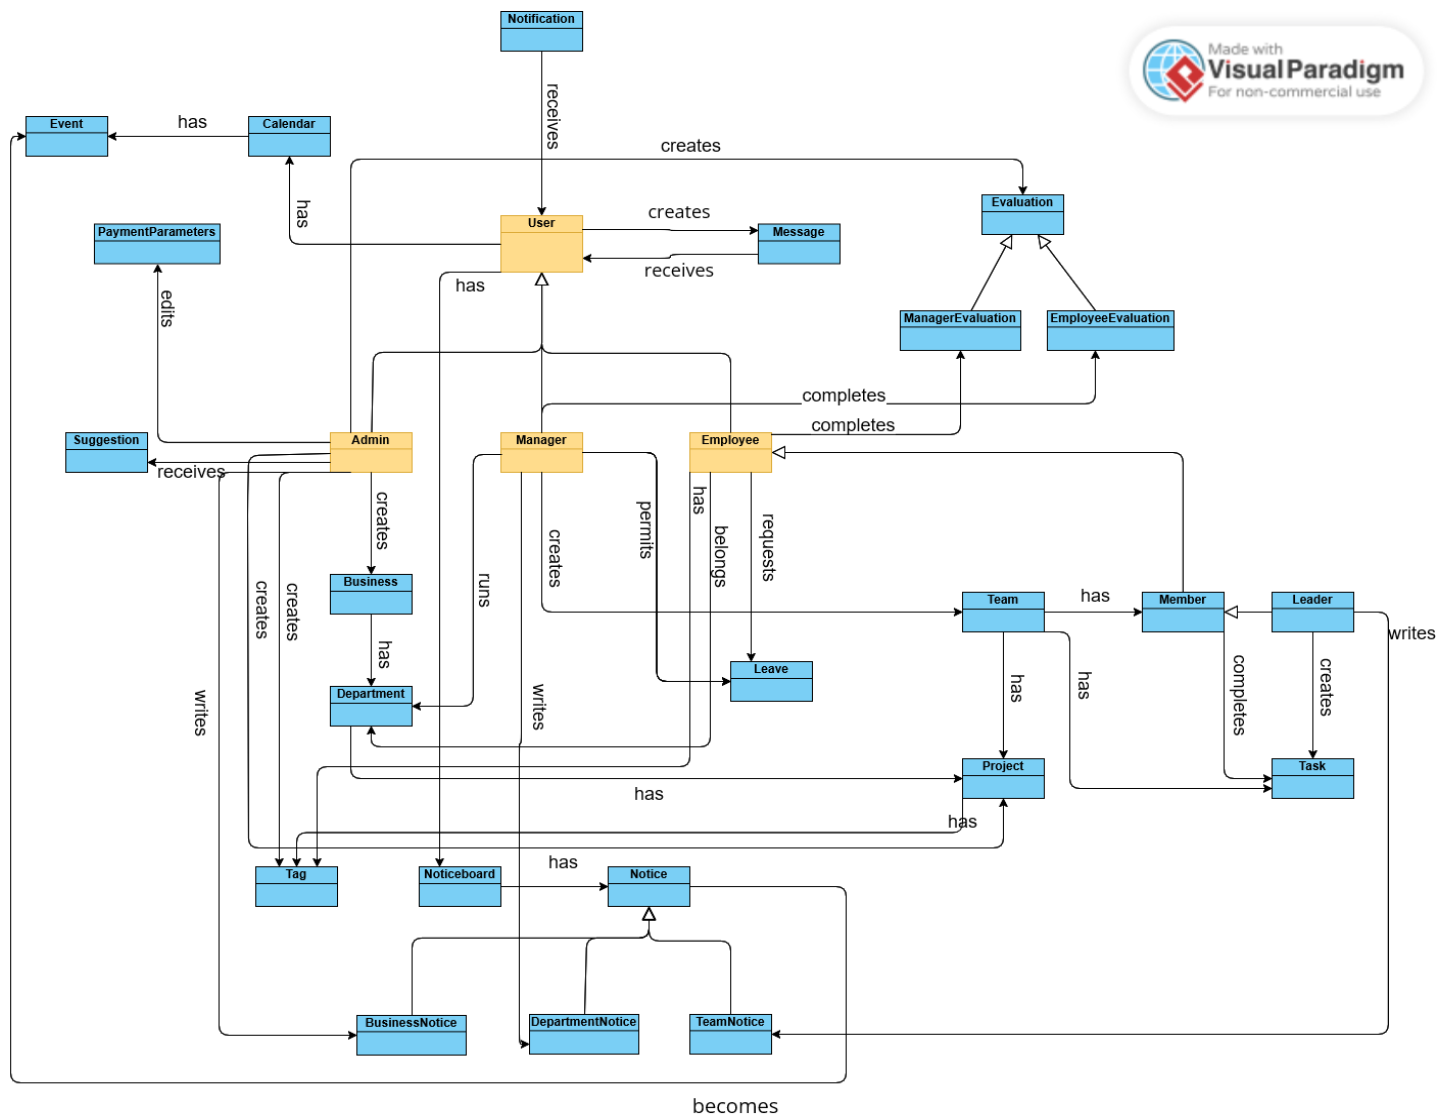 Notification
Made with
Visual Paradigm
For non-commercial use
receives
Event
has
Calendar
creates
has
Evaluation
User
creates
PaymentParameters
Message
receives
has
edits
ManagerEvaluation
EmployeeEvaluation
completes
completes
Suggestion
Admin
Manager
Employee
receives
creates
creates
permits
has
belongs
requests
creates
creates
Business
runs
has
Team
has
Member
Leader
writes
has
Leave
Department
writes
writes
has
has
completes
creates
Project
Task
has
has
Tag
Noticeboard
has
Notice
BusinessNotice
DepartmentNotice
TeamNotice
becomes